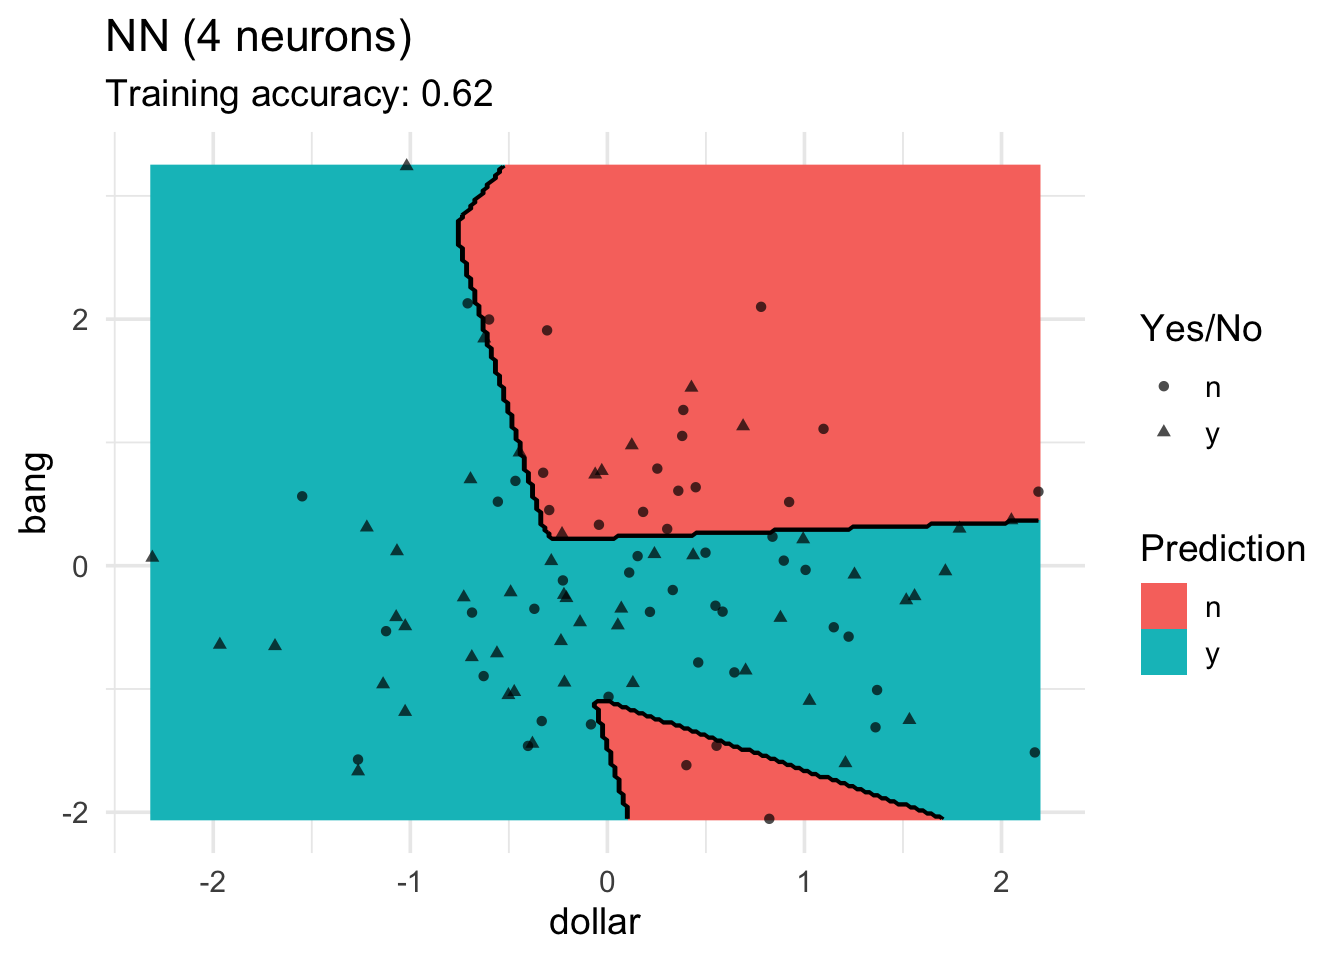 NN (4 neurons)
Training accuracy: 0.62
2
0
-2
bang
-2
-1
0
1
2
dollar
Yes/No
n
y
Prediction
n
y